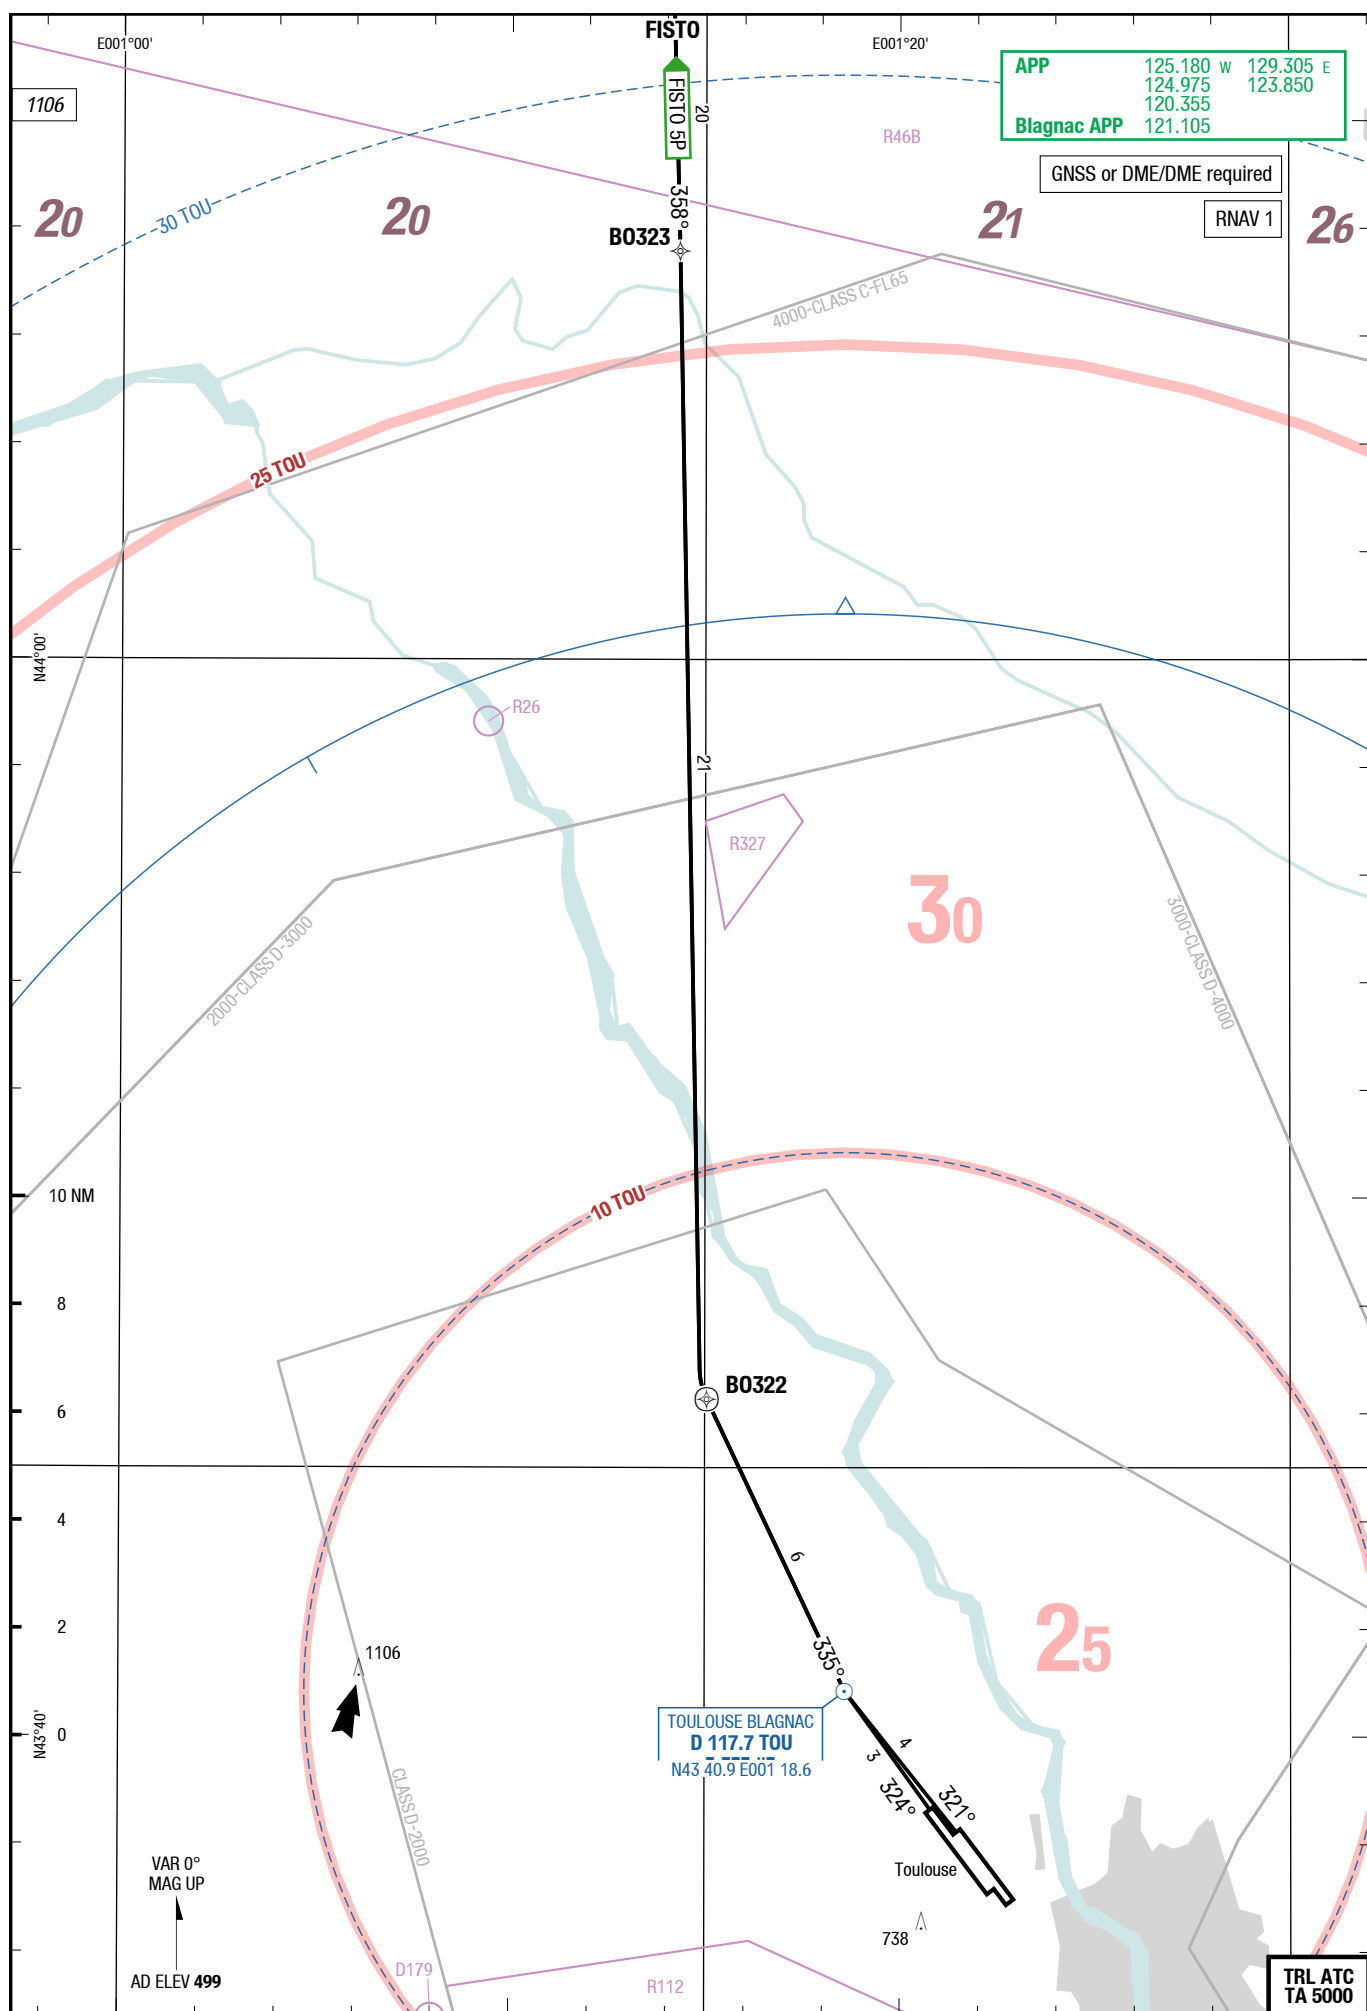 FISTO
E001°00'
E001°20'
APP 125.180 W 129.305 E
124.975 123.850
120.355
Blagnac APP 121.105
1106
FISTO 5P
20
R46B
GNSS or DME/DME required
RNAV 1
20
20
21
26
30 TOU
358°
BO323
4000-CLASS C-FL65
25 TOU
N44°00'
R26
21
R327
30
2000-CLASS D-3000
3000-CLASS D-4000
10 NM
10 TOU
8
BO322
6
4
6
2
25
1106
335°
N43°40'
0
TOULOUSE BLAGNAC
D 117.7 TOU
N43 40.9 E001 18.6
4
3
324°
321°
CLASS D-2000
VAR 0°
MAG UP
Toulouse
738
D179
AD ELEV 499
R112
TRL ATC
TA 5000